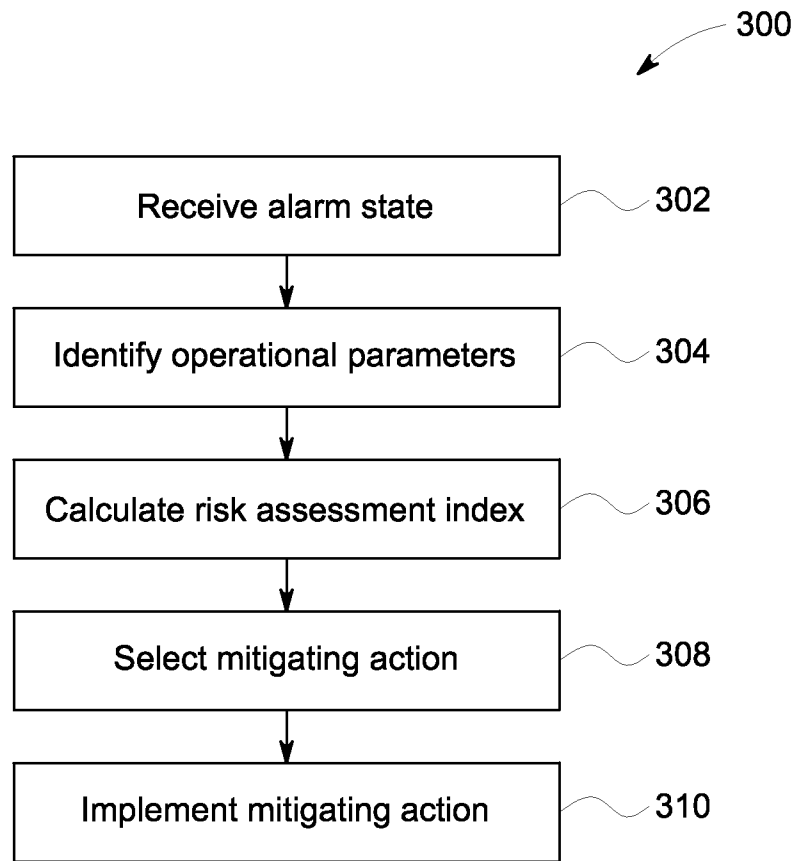 300
Receive alarm state
302
Identify operational parameters
304
Calculate risk assessment index
306
Select mitigating action
308
Implement mitigating action
310